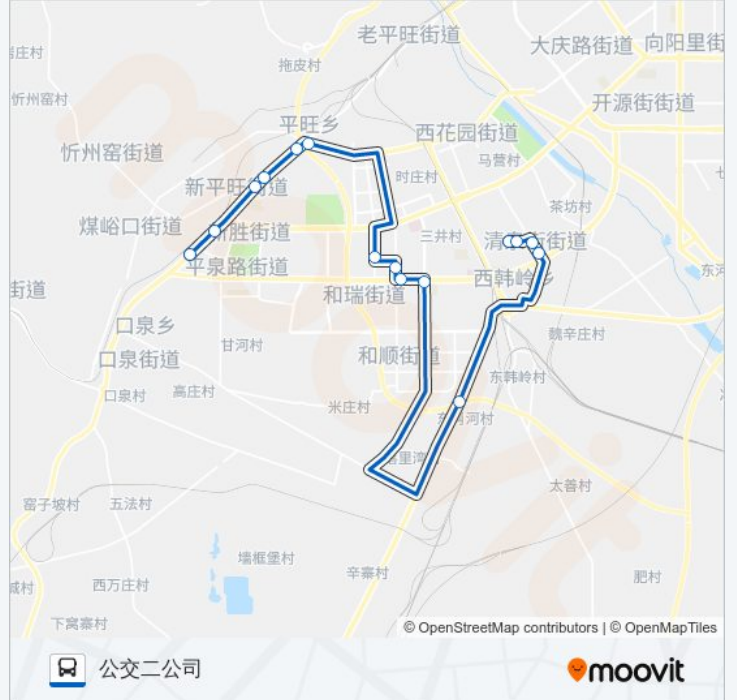 老平旺街道
大庆路街道
向阳里街
拖皮村
忻州窑村
开源街街道
平旺乡
西花园街道
忻州窑街道
马营村
时庄村
新平旺街道
茶坊村
煤峪口街道
新胜街道
三井村
清泉街街道
平泉路街道
西韩岭乡
街道
和瑞街道
口泉乡
魏辛庄村
甘河村
和顺街道
口泉街道
东韩岭村
高庄村
口泉村
米庄村
河村
里湾
太善村
窑子坡村
五法村
墙框堡村
辛寨村
肥村
城村
西万庄村
下窝寨村
© OpenStreetMap contributors | © OpenMapTiles
公交二公司
moovit